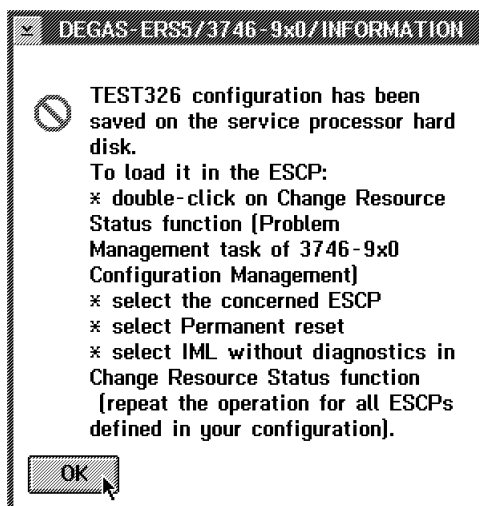 DEGAS-ERS5/3746-9x0/INFORMATION
TEST326 configuration has been
saved on the service processor hard
disk.
To load it in the ESCP:
* double-click on Change Resource
Status function (Problem
Management task of 3746-9x0
Configuration Management)
* select the concerned ESCP
* select Permanent reset
* select IML without diagnostics in
Change Resource Status function
(repeat the operation for all ESCPs
defined in your configuration).
OK